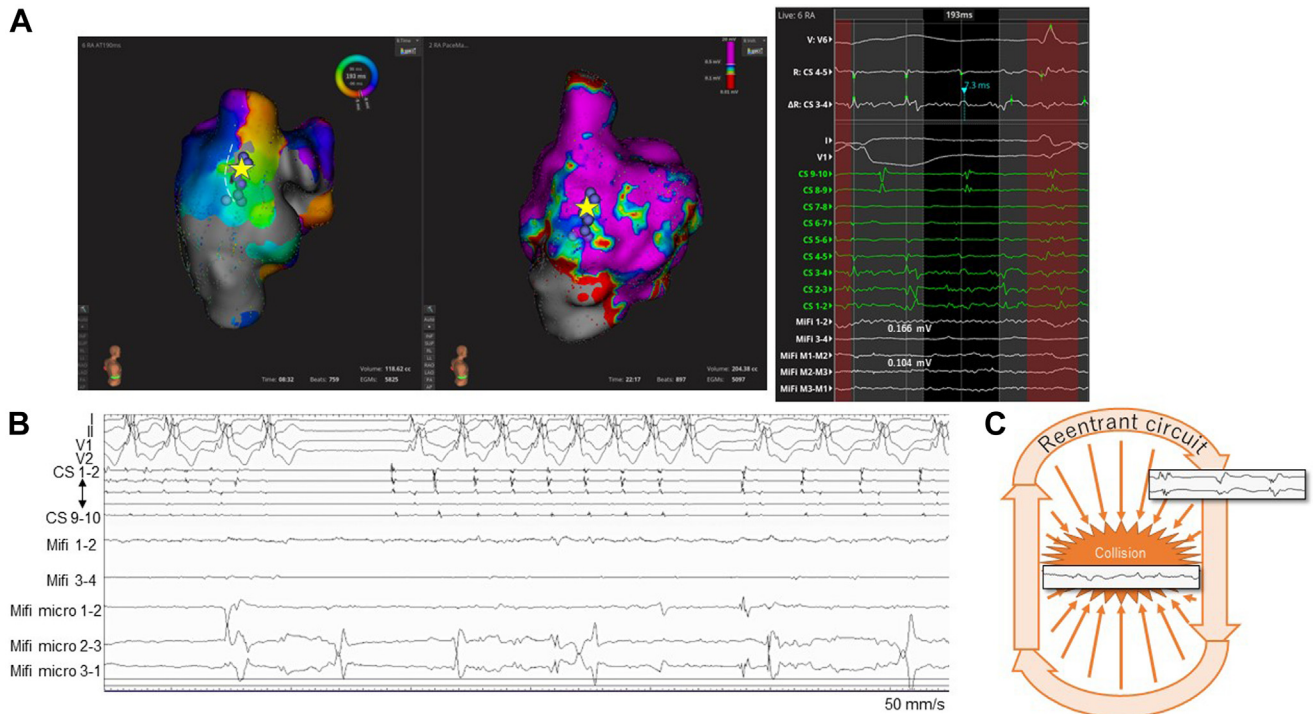 A
6 RA AT190ms
193 ms
2 RA PaceMa...
0.01 mV
Time: 08:32 Beats: 759 Volume: 118.62 cc EGMs: 5825
Time: 22:17 Beats: 897 Volume: 204.38 cc EGMs: 5097
Live: 6 RA
193ms
V: V6
R: CS 4-5
7.3 ms
ΔR: CS 3-4
I
V1
CS 9-10
CS 8-9
CS 7-8
CS 6-7
CS 5-6
CS 4-5
CS 3-4
CS 2-3
CS 1-2
MiFi 1-2
0.166 mV
MiFi 3-4
MiFi M1-M2
0.104 mV
MiFi M2-M3
MiFi M3-M1
B
I
II
V1
V2
CS 1-2
CS 9-10
Mifi 1-2
Mifi 3-4
Mifi micro 1-2
Mifi micro 2-3
Mifi micro 3-1
50 mm/s
C
Reentrant circuit
Collision